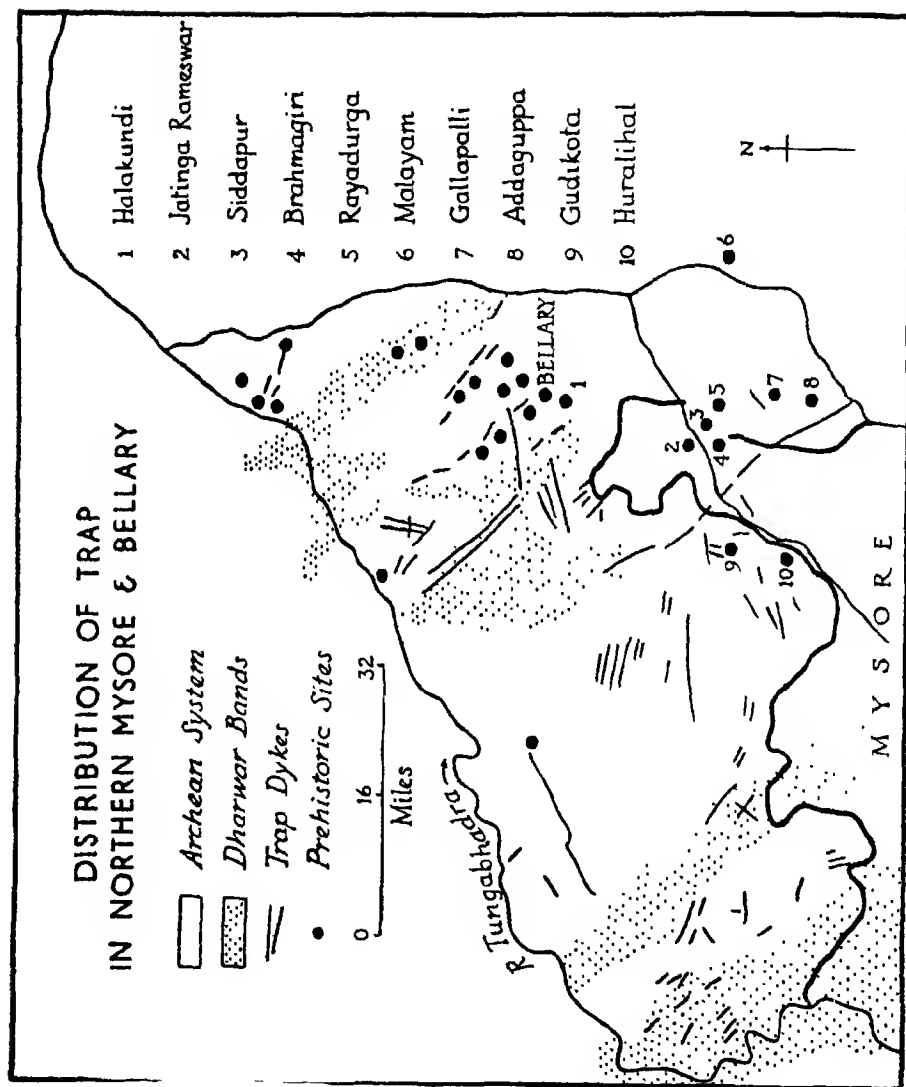 DISTRIBUTION OF TRAP
IN NORTHERN MYSORE & BELLARY
Archean System
Dharwar Bands
Trap Dykes
Prehistoric Sites
0 16 32
Miles
R Tungabhadra
1 Halakundi
2 Jatinga Rameswar
3 Siddapur
4 Brahmagiri
5 Rayadurga
6 Malayam
7 Gallapalli
8 Addaguppa
9 Gudikota
10 Huralihal
N
BELLARY
1
2
3
4
5
6
7
8
9
10
MYSORE